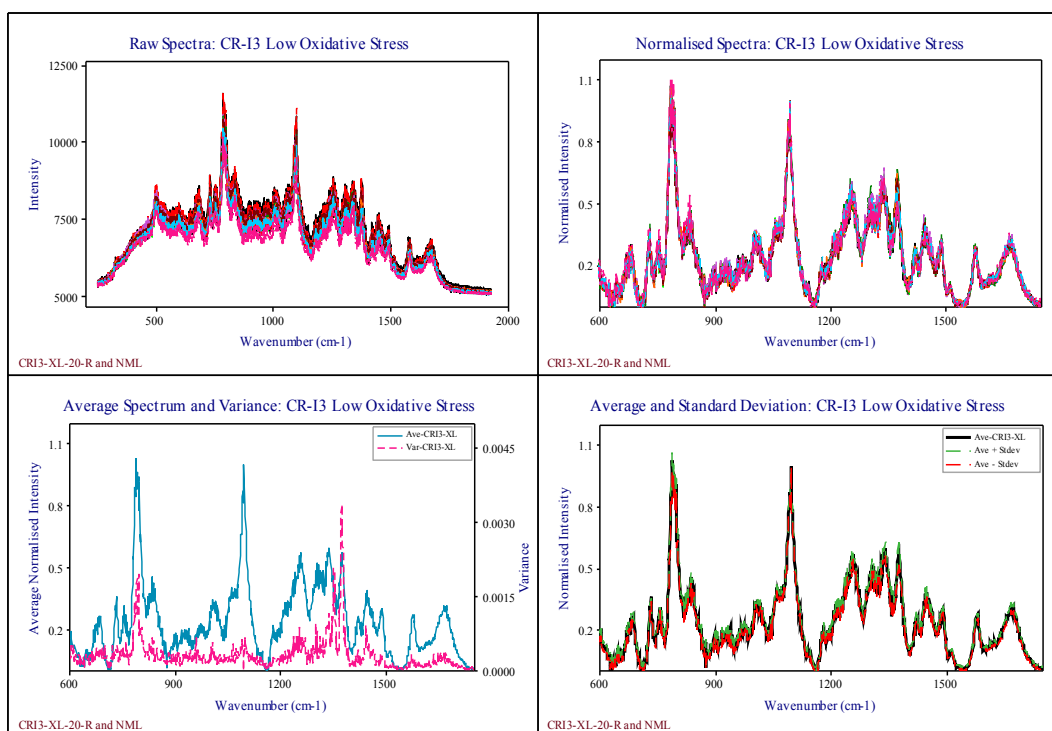 Raw Spectra: CR-I3 Low Oxidative Stress
12500
10000
7500
5000
Intensity
500
1000
1500
2000
Wavenumber (cm-1)
CRI3-XL-20-R and NML
Normalised Spectra: CR-I3 Low Oxidative Stress
1.1
0.8
0.5
0.2
Normalised Intensity
600
900
1200
1500
Wavenumber (cm-1)
CRI3-XL-20-R and NML
Average Spectrum and Variance: CR-I3 Low Oxidative Stress
Ave-CRI3-XL
Var-CRI3-XL
1.1
0.8
0.5
0.2
Average Normalised Intensity
0.0045
0.0030
0.0015
0.0000
Variance
600
900
1200
1500
Wavenumber (cm-1)
CRI3-XL-20-R and NML
Average and Standard Deviation: CR-I3 Low Oxidative Stress
Ave-CRI3-XL
Ave + Stdev
Ave - Stdev
1.1
0.8
0.5
0.2
Normalised Intensity
600
900
1200
1500
Wavenumber (cm-1)
CRI3-XL-20-R and NML